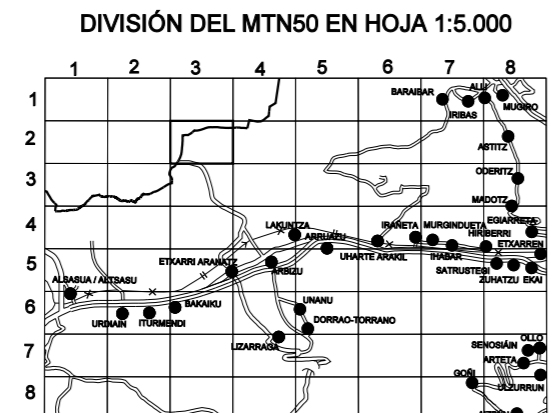 DIVISIÓN DEL MTN50 EN HOJA 1:5.000
1 2 3 4 5 6 7 8
1
BARAIBAR
ALLI
IRIBAS
MUGIRO
2
ASTITZ
3
ODERITZ
MADOTZ
4
LAKUNTZA
ARRUAZU
IRAÑETA
MURGINDUETA
HIRIBERRI
EGIARRETA
ETXARREN
5
ETXARRI ARANATZ
ARBIZU
UHARTE ARAKIL
IHABAR
SATRUSTEGI
ZUHATZU
EKAI
ALSASUA / ALTSASU
6
URDIAIN
ITURMENDI
BAKAIKU
UNANU
DORRAO-TORRANO
7
LIZARRAGA
SENOSIÁIN
OLLO
ARTETA
8
GOÑI
ULZURRUN